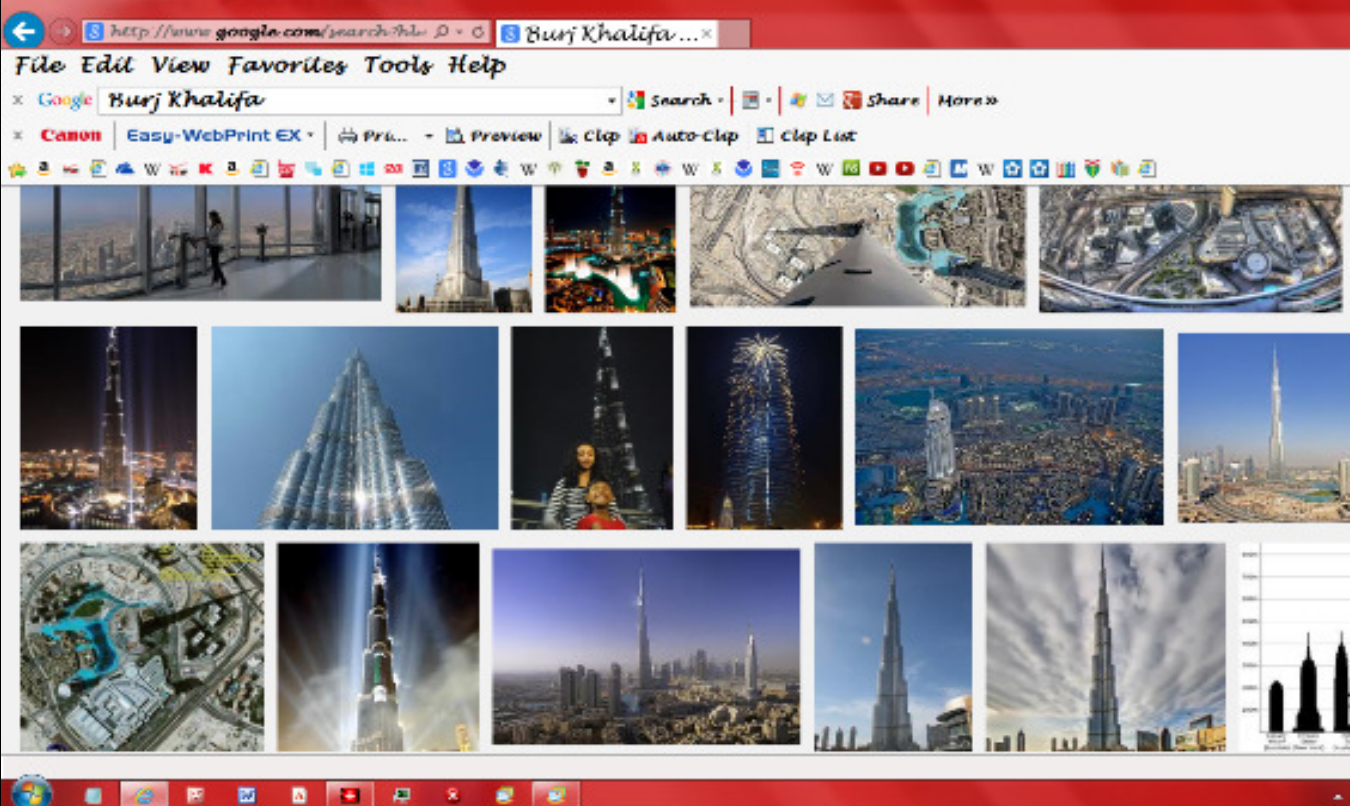 http://www.google.com/search?hl= Burj Khalifa ...
File Edit View Favorites Tools Help
Google Burj Khalifa Search Share More »
Canon Easy-WebPrint EX Pri... Preview Clip Auto Clip Clip List